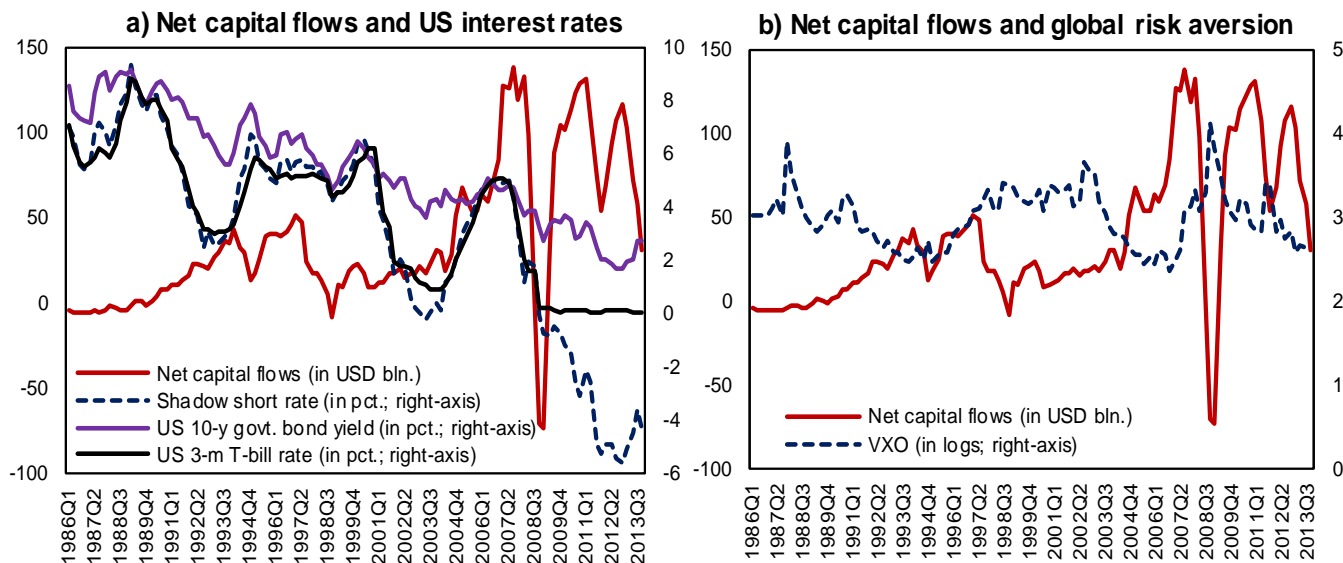 a) Net capital flows and US interest rates
150
100
50
0
-50
-100
10
8
6
4
2
0
-2
-4
-6
Net capital flows (in USD bln.)
Shadow short rate (in pct.; right-axis)
US 10-y govt. bond yield (in pct.; right-axis)
US 3-m T-bill rate (in pct.; right-axis)
1986Q1
1987Q2
1988Q3
1989Q4
1991Q1
1992Q2
1993Q3
1994Q4
1996Q1
1997Q2
1998Q3
1999Q4
2001Q1
2002Q2
2003Q3
2004Q4
2006Q1
2007Q2
2008Q3
2009Q4
2011Q1
2012Q2
2013Q3
b) Net capital flows and global risk aversion
150
100
50
0
-50
-100
5
4
3
2
1
0
Net capital flows (in USD bln.)
VXO (in logs; right-axis)
1986Q1
1987Q2
1988Q3
1989Q4
1991Q1
1992Q2
1993Q3
1994Q4
1996Q1
1997Q2
1998Q3
1999Q4
2001Q1
2002Q2
2003Q3
2004Q4
2006Q1
2007Q2
2008Q3
2009Q4
2011Q1
2012Q2
2013Q3